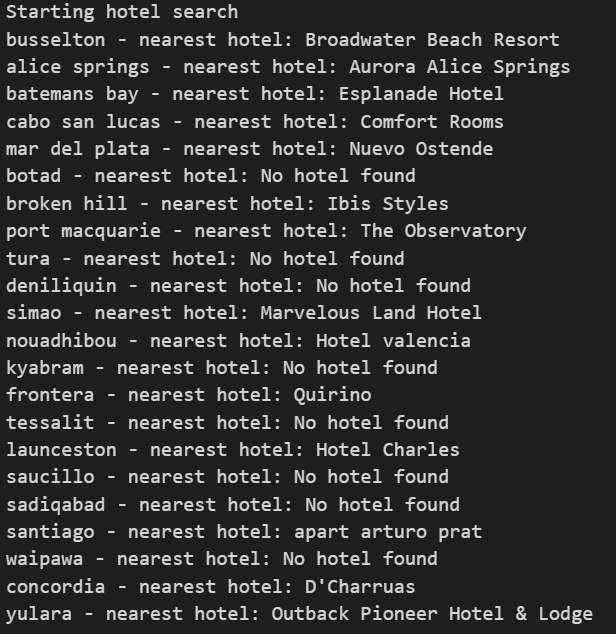 Starting hotel search
busselton - nearest hotel: Broadwater Beach Resort
alice springs - nearest hotel: Aurora Alice Springs
batemans bay - nearest hotel: Esplanade Hotel
cabo san lucas - nearest hotel: Comfort Rooms
mar del plata - nearest hotel: Nuevo Ostende
botad - nearest hotel: No hotel found
broken hill - nearest hotel: Ibis Styles
port macquarie - nearest hotel: The Observatory
tura - nearest hotel: No hotel found
deniliquin - nearest hotel: No hotel found
simao - nearest hotel: Marvelous Land Hotel
nouadhibou - nearest hotel: Hotel valencia
kyabram - nearest hotel: No hotel found
frontera - nearest hotel: Quirino
tessalit - nearest hotel: No hotel found
launceston - nearest hotel: Hotel Charles
saucillo - nearest hotel: No hotel found
sadiqabad - nearest hotel: No hotel found
santiago - nearest hotel: apart arturo prat
waipawa - nearest hotel: No hotel found
concordia - nearest hotel: D'Charruas
yulara - nearest hotel: Outback Pioneer Hotel & Lodge